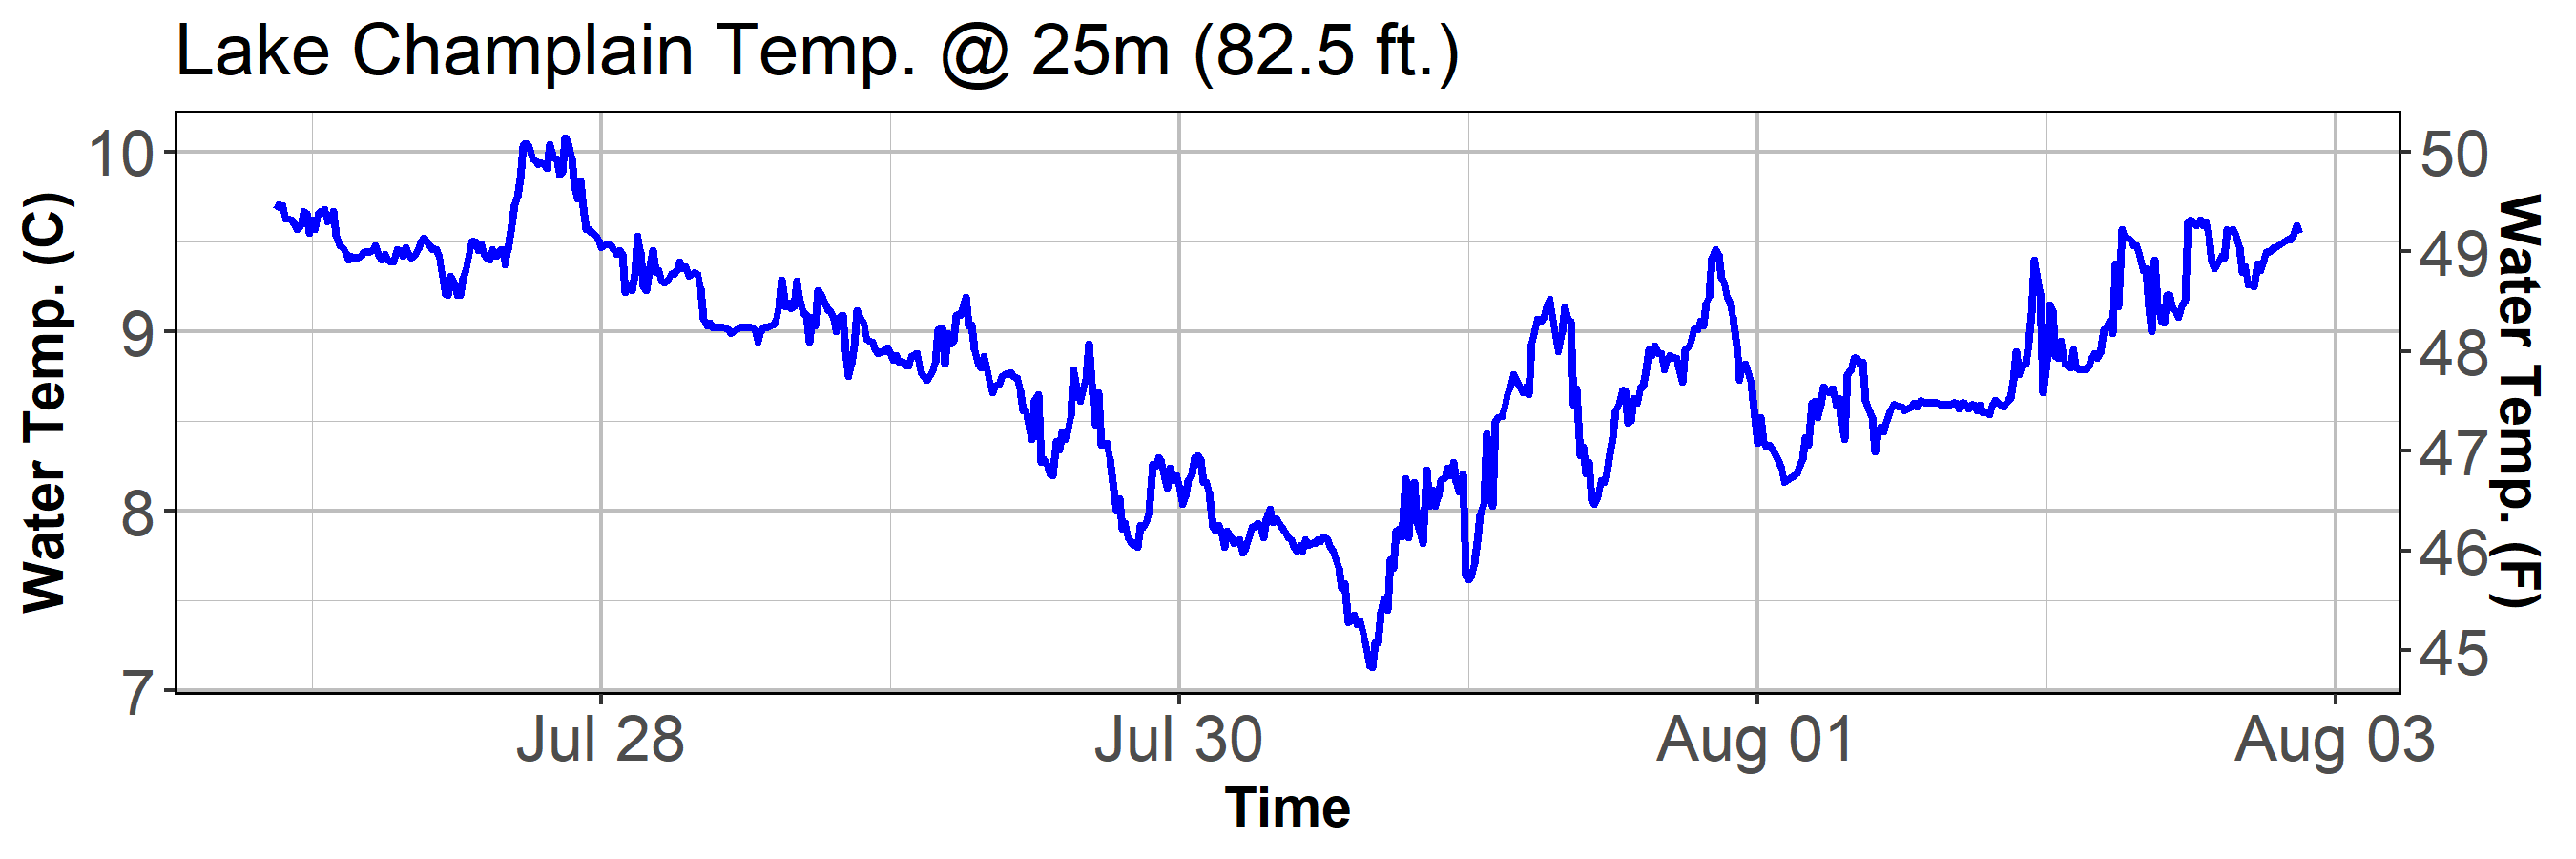 Lake Champlain Temp. @ 25m (82.5 ft.)
Water Temp. (C)
10
9
8
7
50
49
48
47
46
45
Water Temp. (F)
Jul 28
Jul 30
Aug 01
Aug 03
Time